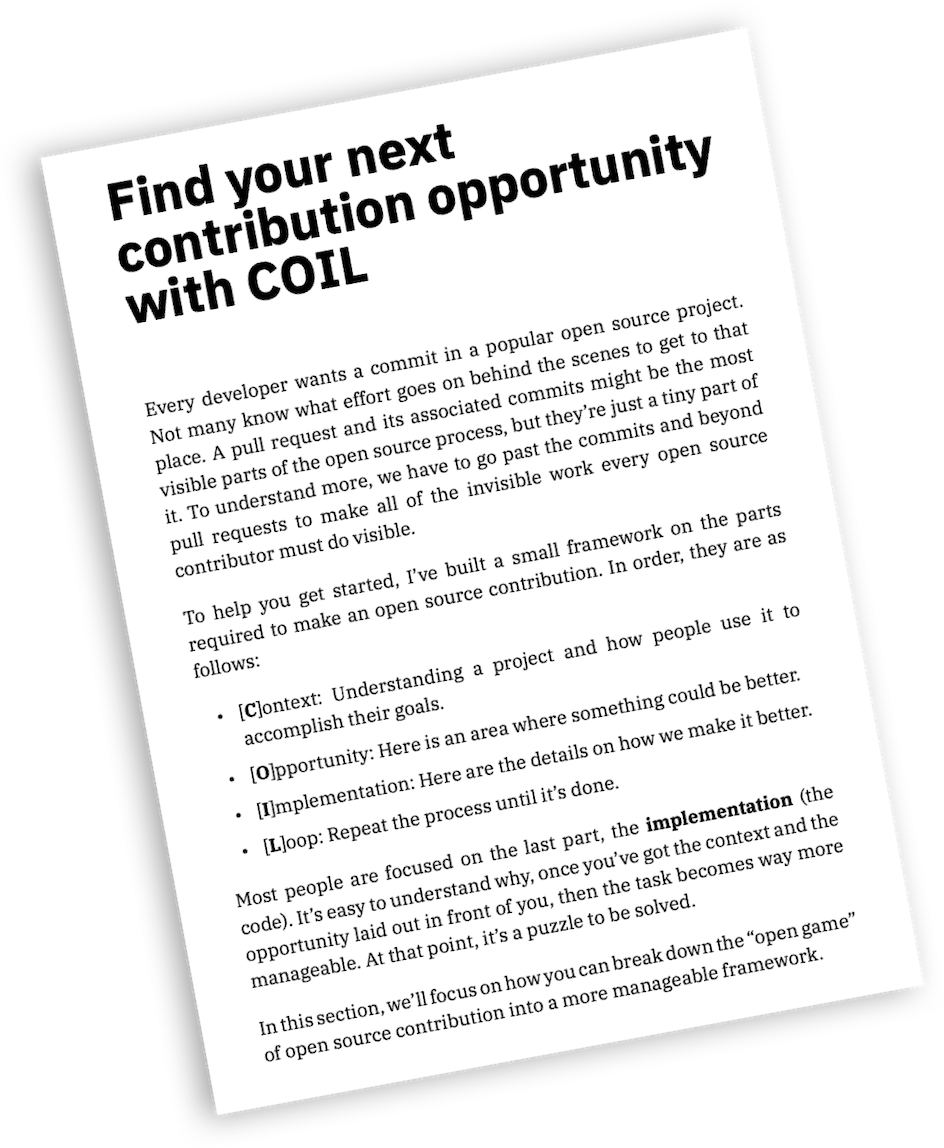 Find your next
contribution opportunity
with COIL
Every developer wants a commit in a popular open source project.
Not many know what effort goes on behind the scenes to get to that
place. A pull request and its associated commits might be the most
visible parts of the open source process, but they’re just a tiny part of
it. To understand more, we have to go past the commits and beyond
pull requests to make all of the invisible work every open source
contributor must do visible.
To help you get started, I’ve built a small framework on the parts
required to make an open source contribution. In order, they are as
follows:
• [C]ontext: Understanding a project and how people use it to
accomplish their goals.
• [O]pportunity: Here is an area where something could be better.
• [I]mplementation: Here are the details on how we make it better.
• [L]oop: Repeat the process until it’s done.
Most people are focused on the last part, the implementation (the
code). It’s easy to understand why, once you’ve got the context and the
opportunity laid out in front of you, then the task becomes way more
manageable. At that point, it’s a puzzle to be solved.
In this section, we’ll focus on how you can break down the “open game”
of open source contribution into a more manageable framework.